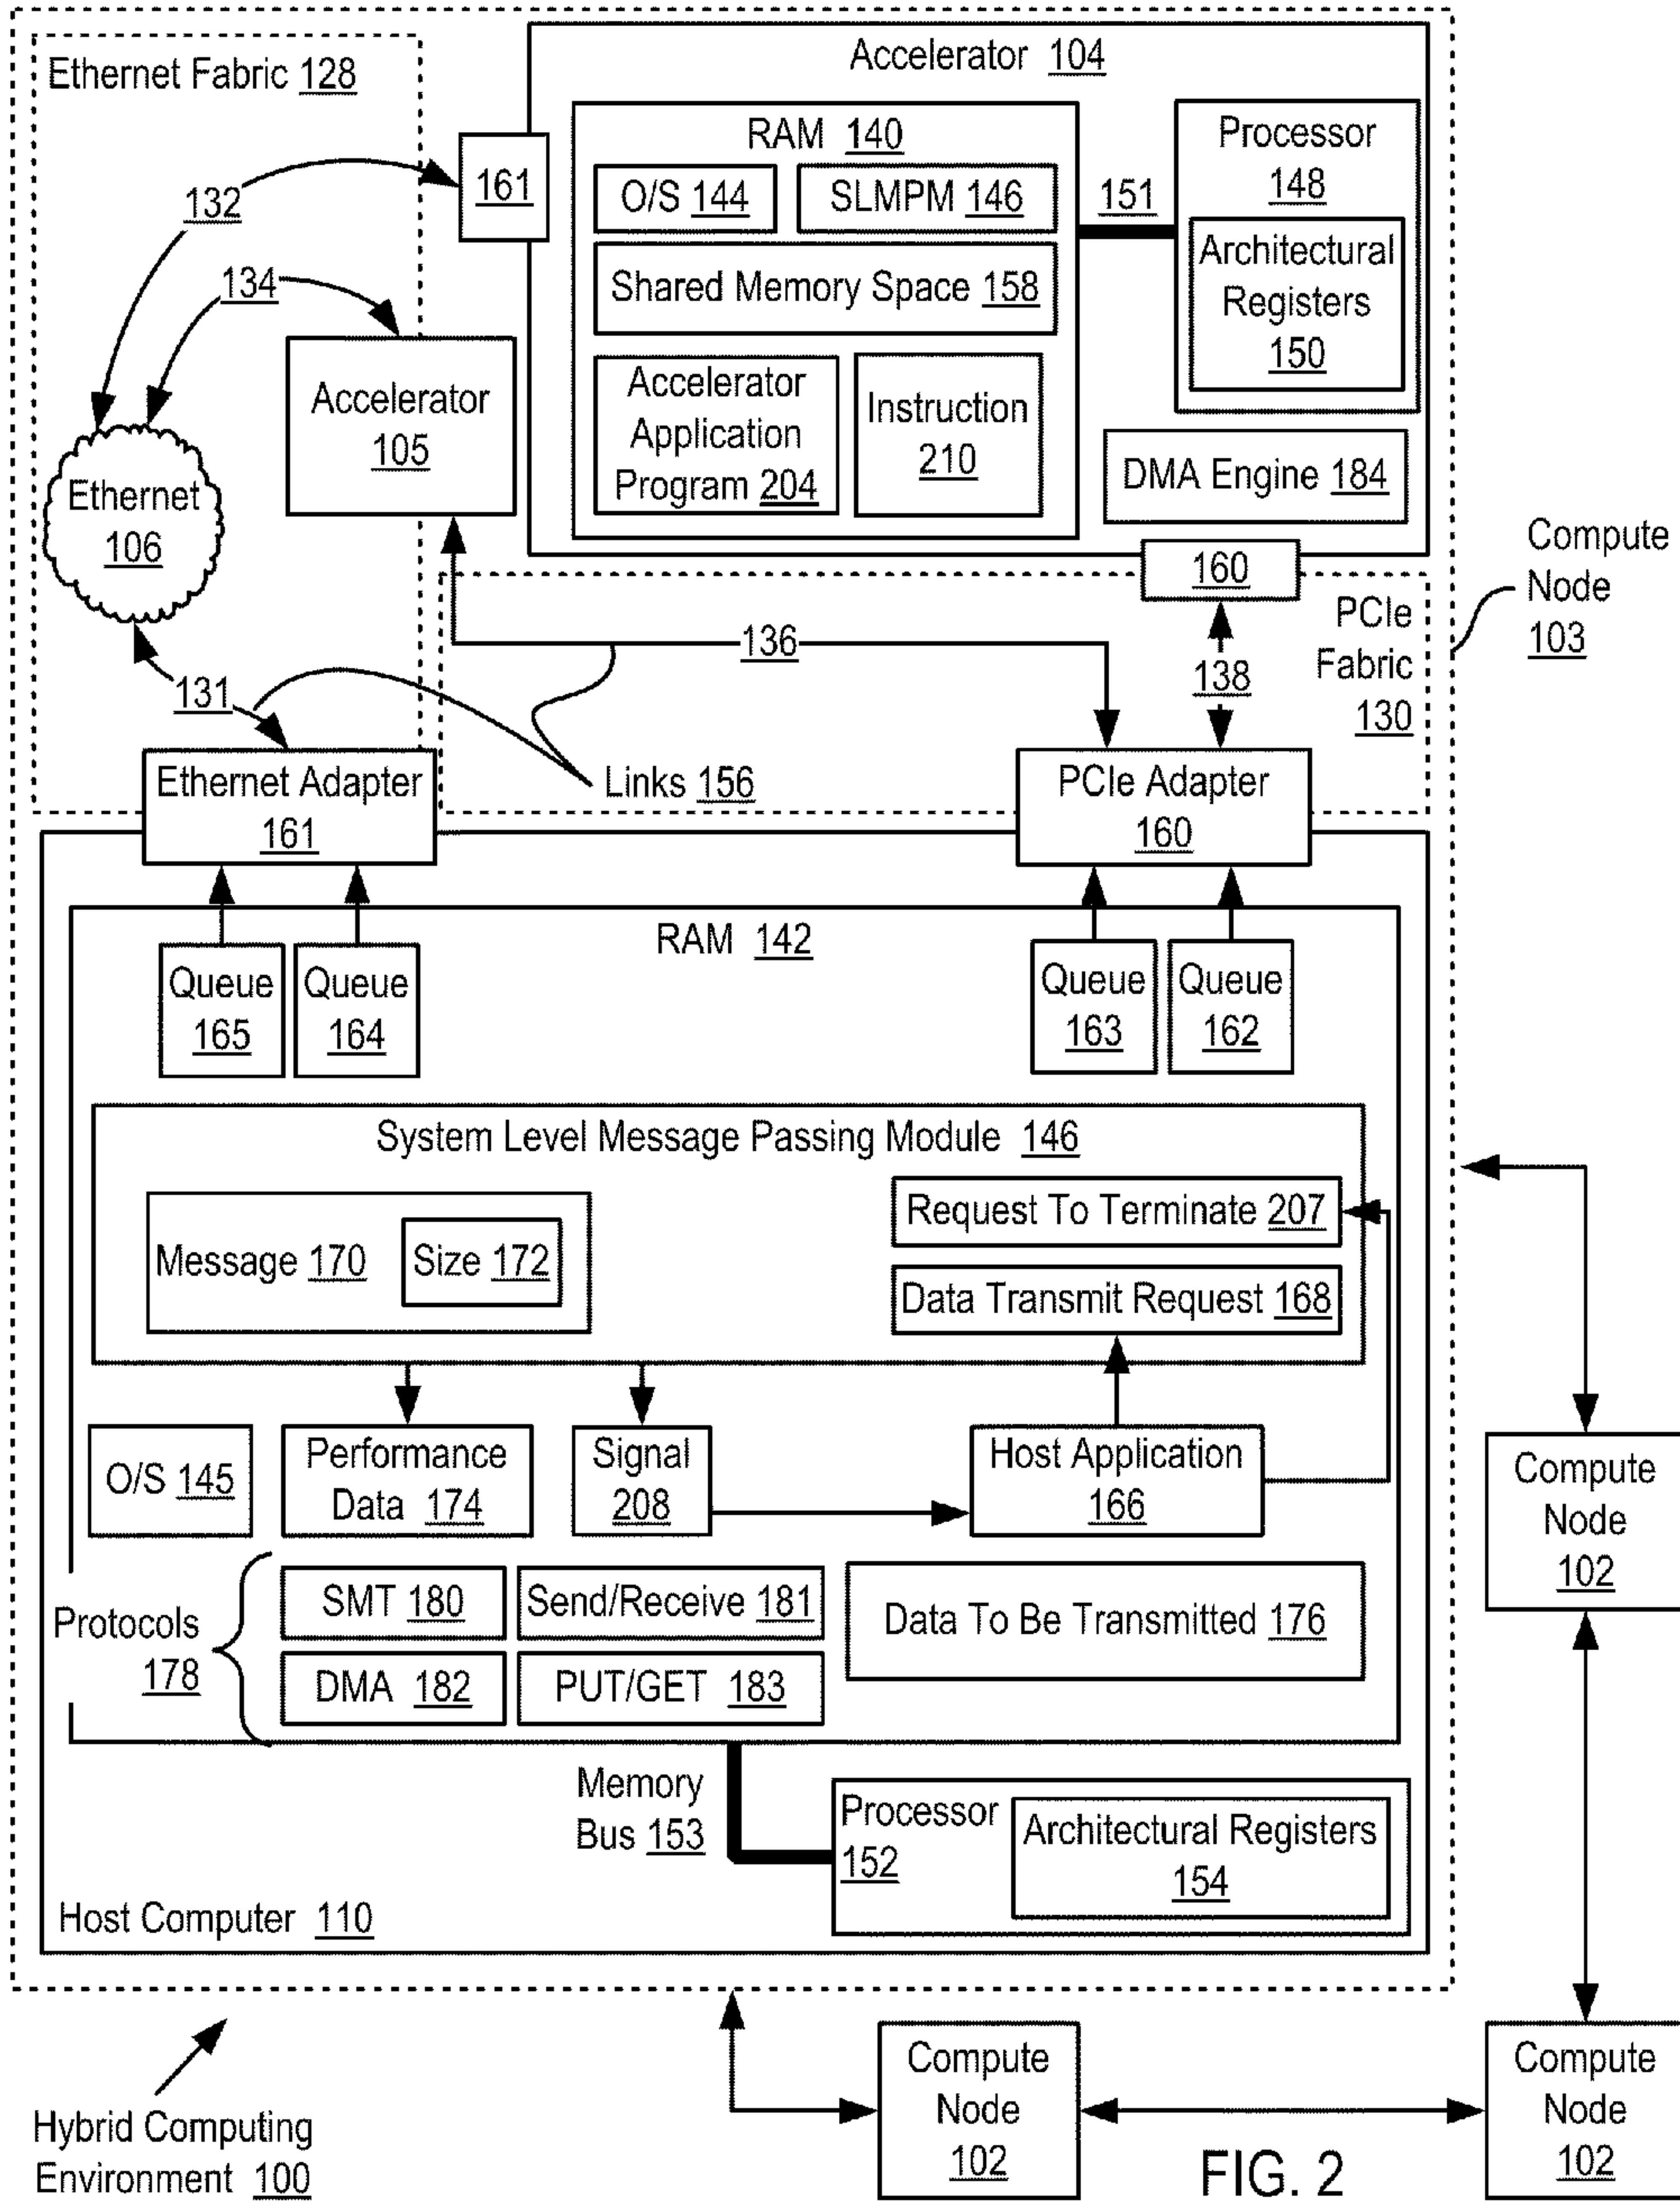 Ethernet Fabric 128
Accelerator 104
RAM 140
O/S 144
SLMPM 146
Shared Memory Space 158
Accelerator
Application
Program 204
Instruction
210
151
Processor
148
Architectural
Registers
150
DMA Engine 184
161
132
134
Accelerator
105
Ethernet
106
160
PCIe
Fabric
130
Compute
Node
103
136
138
131
Links 156
Ethernet Adapter
161
PCIe Adapter
160
RAM 142
Queue
165
Queue
164
Queue
163
Queue
162
System Level Message Passing Module 146
Message 170
Size 172
Request To Terminate 207
Data Transmit Request 168
O/S 145
Performance
Data 174
Signal
208
Host Application
166
Protocols
178
SMT 180
Send/Receive 181
DMA 182
PUT/GET 183
Data To Be Transmitted 176
Memory
Bus 153
Processor
152
Architectural Registers
154
Host Computer 110
Compute
Node
102
Compute
Node
102
Compute
Node
102
Hybrid Computing
Environment 100
FIG. 2